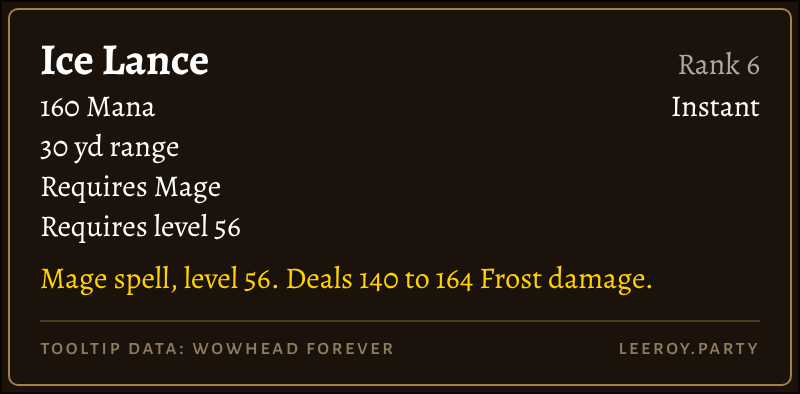 Ice Lance
Rank 6
160 Mana
Instant
30 yd range
Requires Mage
Requires level 56
Mage spell, level 56. Deals 140 to 164 Frost damage.
TOOLTIP DATA: WOWHEAD FOREVER
LEEROY.PARTY